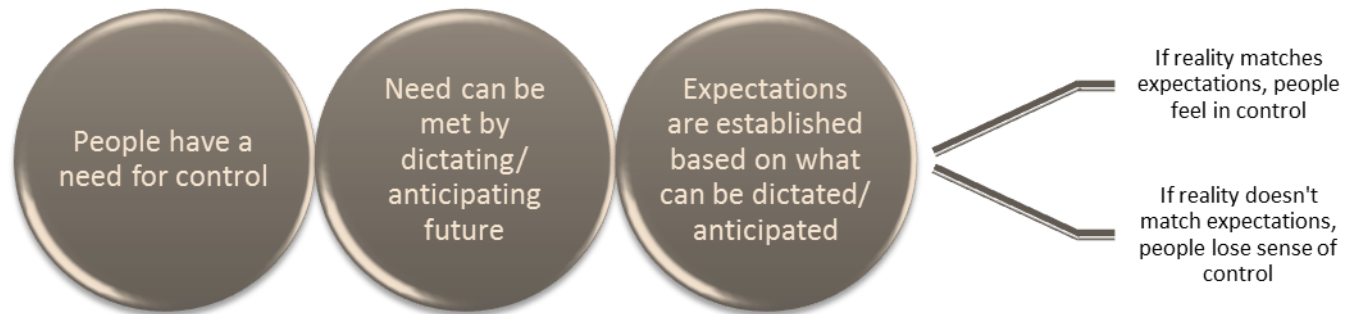 People have a
need for control
Need can be
met by
dictating/
anticipating
future
Expectations
are established
based on what
can be dictated/
anticipated
If reality matches
expectations, people
feel in control
If reality doesn't
match expectations,
people lose sense of
control